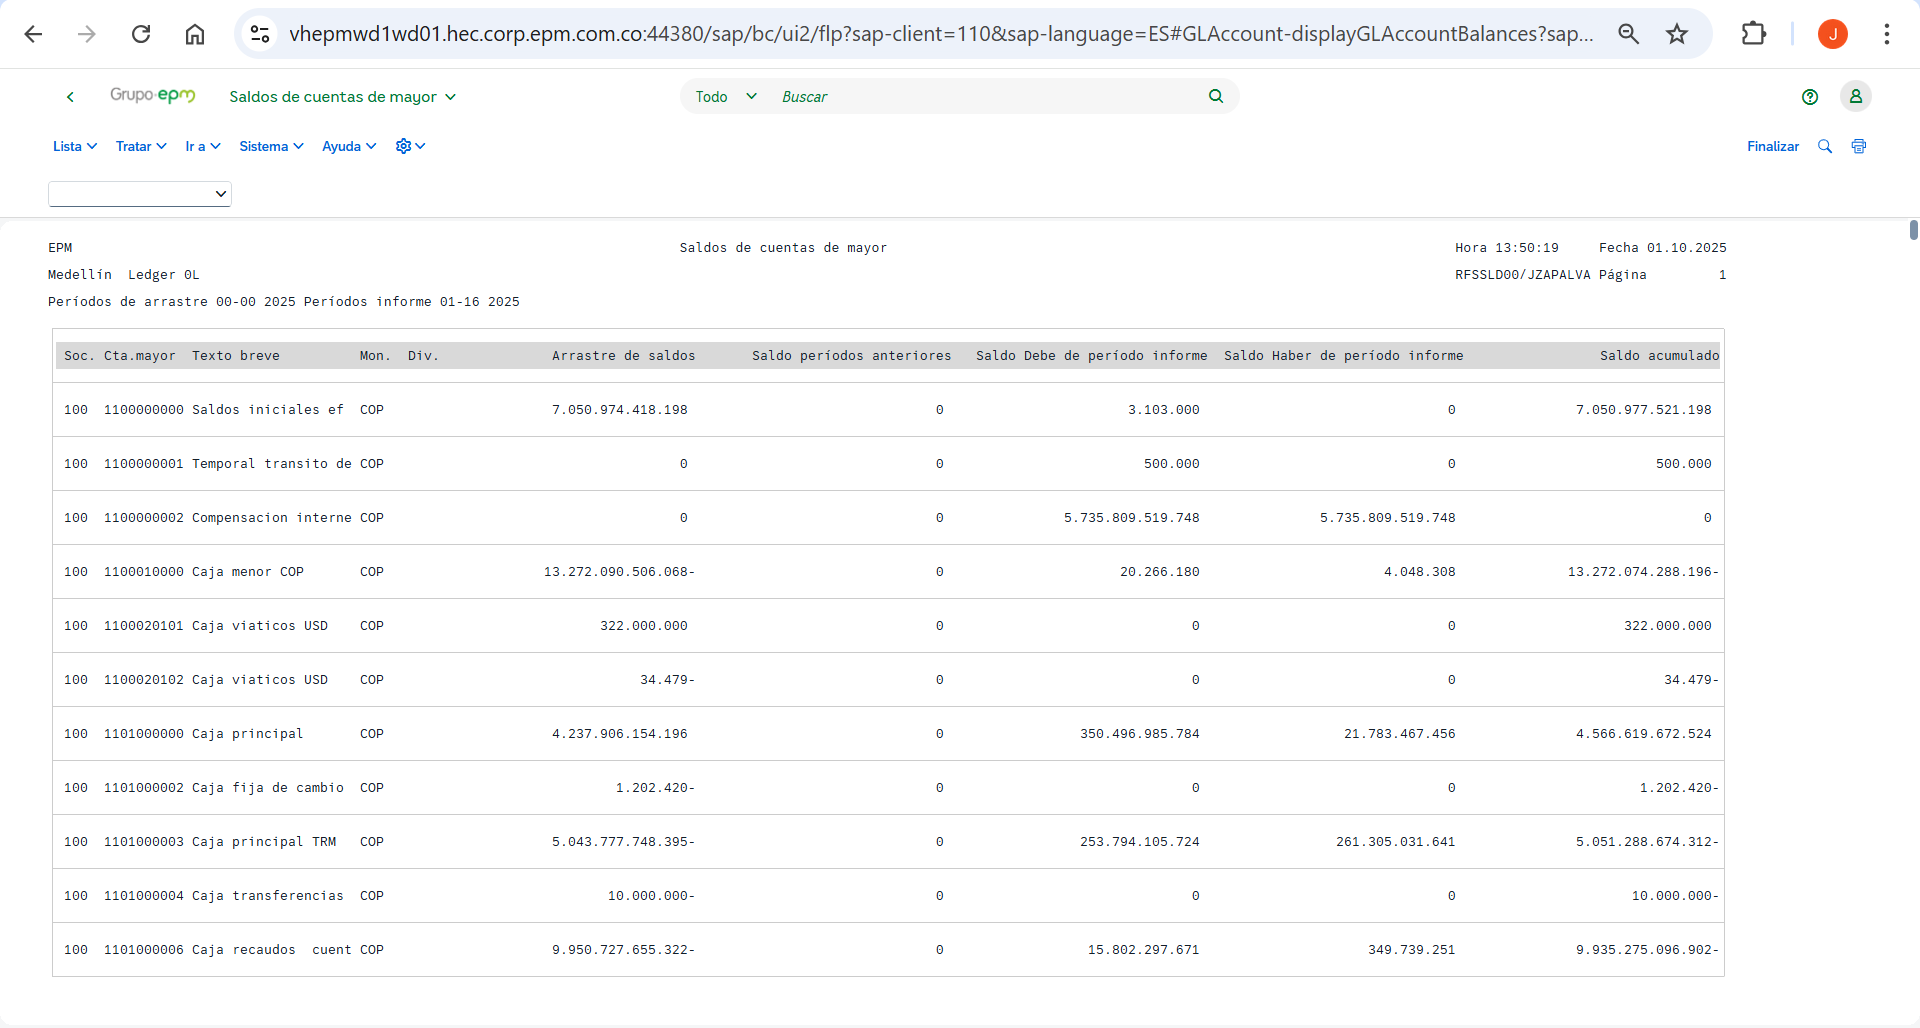 vhepmwd1wd01.hec.corp.epm.com.co:44380/sap/bc/ui2/flp?sap-client=110&sap-language=ES#GLAccount-displayGLAccountBalances?sap...
J
Grupo·epm Saldos de cuentas de mayor
Todo Buscar
Lista Tratar Ir a Sistema Ayuda
Finalizar
EPM Saldos de cuentas de mayor Hora 13:50:19 Fecha 01.10.2025
Medellín Ledger 0L RFSSLD00/JZAPALVA Página 1
Períodos de arrastre 00-00 2025 Períodos informe 01-16 2025
Soc. Cta.mayor Texto breve Mon. Div. Arrastre de saldos Saldo períodos anteriores Saldo Debe de período informe Saldo Haber de período informe Saldo acumulado
100 1100000000 Saldos iniciales ef COP 7.050.974.418.198 0 3.103.000 0 7.050.977.521.198
100 1100000001 Temporal transito de COP 0 0 500.000 0 500.000
100 1100000002 Compensacion interne COP 0 0 5.735.809.519.748 5.735.809.519.748 0
100 1100010000 Caja menor COP COP 13.272.090.506.068- 0 20.266.180 4.048.308 13.272.074.288.196-
100 1100020101 Caja viaticos USD COP 322.000.000 0 0 0 322.000.000
100 1100020102 Caja viaticos USD COP 34.479- 0 0 0 34.479-
100 1101000000 Caja principal COP 4.237.906.154.196 0 350.496.985.784 21.783.467.456 4.566.619.672.524
100 1101000002 Caja fija de cambio COP 1.202.420- 0 0 0 1.202.420-
100 1101000003 Caja principal TRM COP 5.043.777.748.395- 0 253.794.105.724 261.305.031.641 5.051.288.674.312-
100 1101000004 Caja transferencias COP 10.000.000- 0 0 0 10.000.000-
100 1101000006 Caja recaudos cuent COP 9.950.727.655.322- 0 15.802.297.671 349.739.251 9.935.275.096.902-